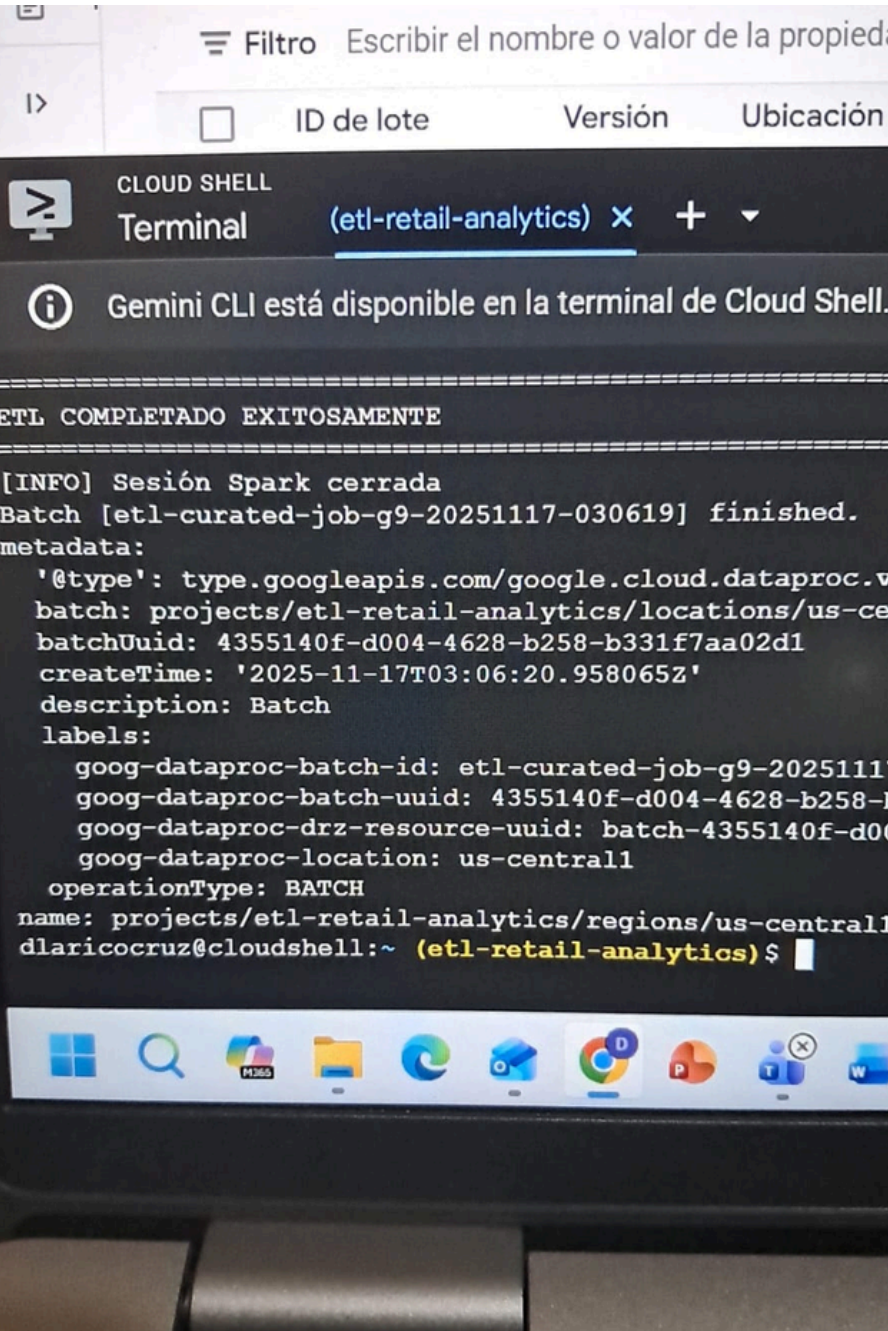 Filtro Escribir el nombre o valor de la propied
ID de lote Versión Ubicación
CLOUD SHELL
Terminal (etl-retail-analytics)
Gemini CLI está disponible en la terminal de Cloud Shell.
================================================
ETL COMPLETADO EXITOSAMENTE
================================================
[INFO] Sesión Spark cerrada
Batch [etl-curated-job-g9-20251117-030619] finished.
metadata:
'@type': type.googleapis.com/google.cloud.dataproc.v
batch: projects/etl-retail-analytics/locations/us-ce
batchUuid: 4355140f-d004-4628-b258-b331f7aa02d1
createTime: '2025-11-17T03:06:20.958065Z'
description: Batch
labels:
goog-dataproc-batch-id: etl-curated-job-g9-2025111
goog-dataproc-batch-uuid: 4355140f-d004-4628-b258-
goog-dataproc-drz-resource-uuid: batch-4355140f-d0
goog-dataproc-location: us-central1
operationType: BATCH
name: projects/etl-retail-analytics/regions/us-central1
dlaricocruz@cloudshell:~ (etl-retail-analytics)$
M365 D P T W